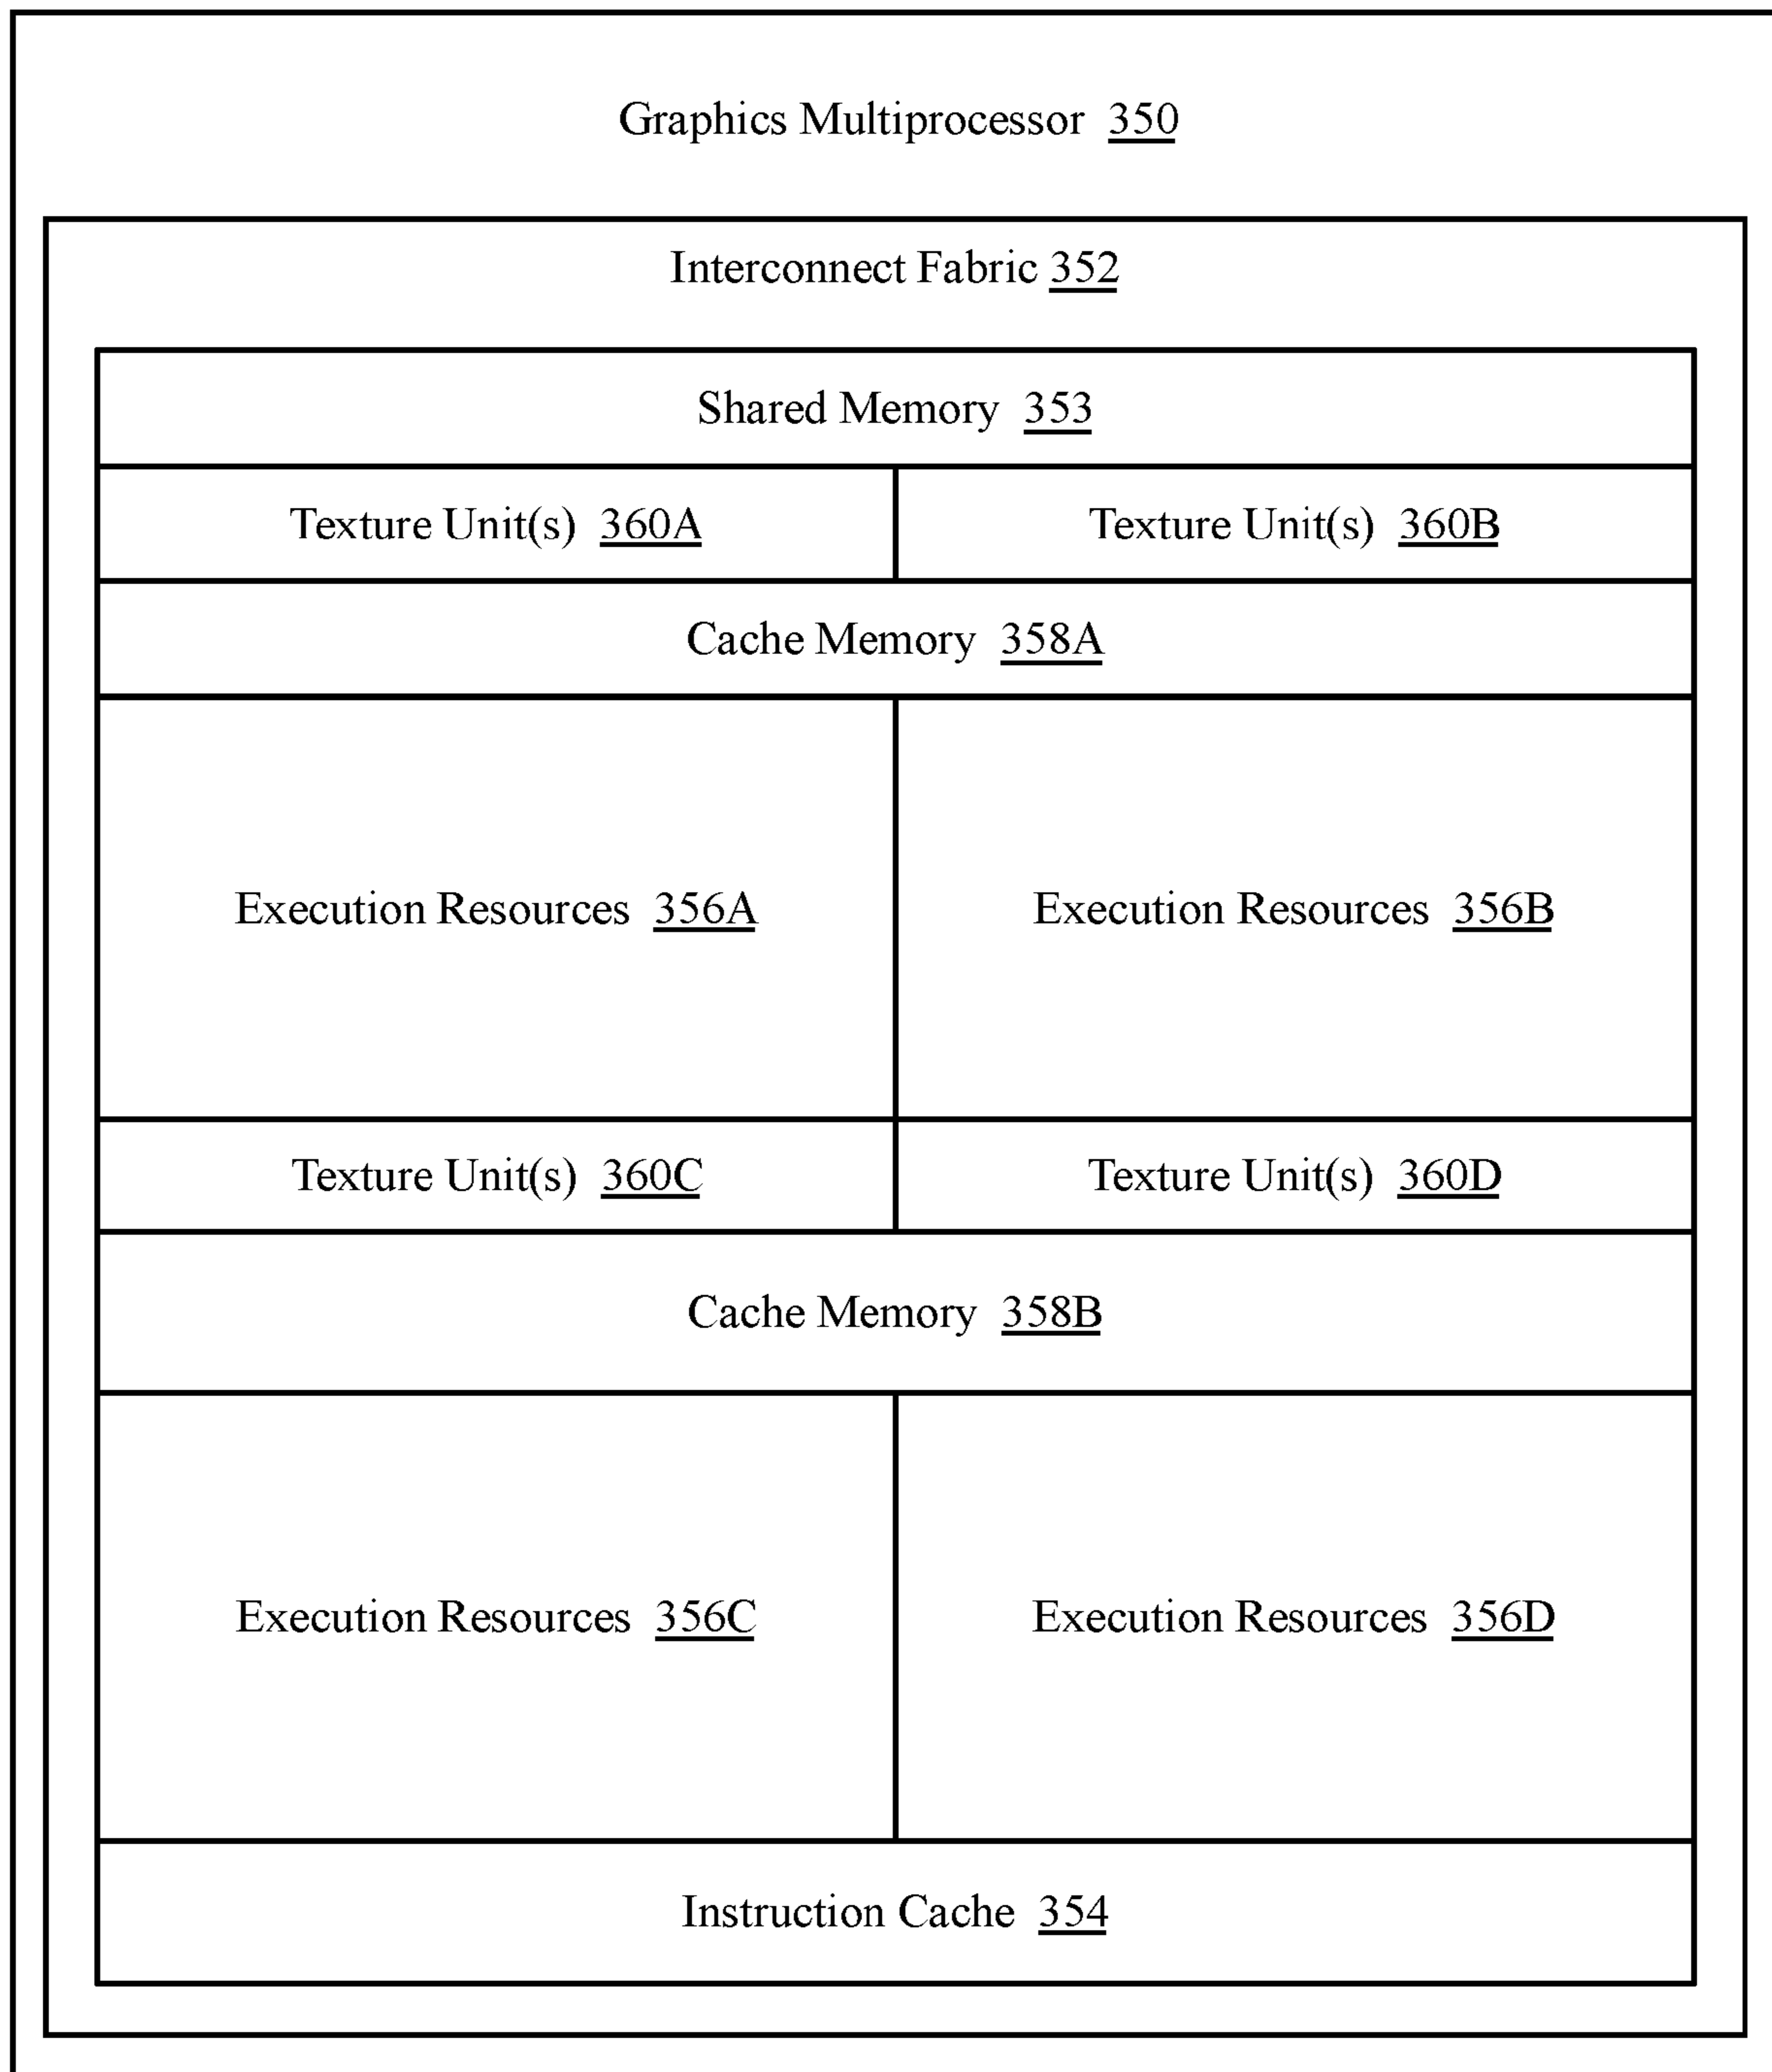 Graphics Multiprocessor 350
Interconnect Fabric 352
Shared Memory 353
Texture Unit(s) 360A
Texture Unit(s) 360B
Cache Memory 358A
Execution Resources 356A
Execution Resources 356B
Texture Unit(s) 360C
Texture Unit(s) 360D
Cache Memory 358B
Execution Resources 356C
Execution Resources 356D
Instruction Cache 354